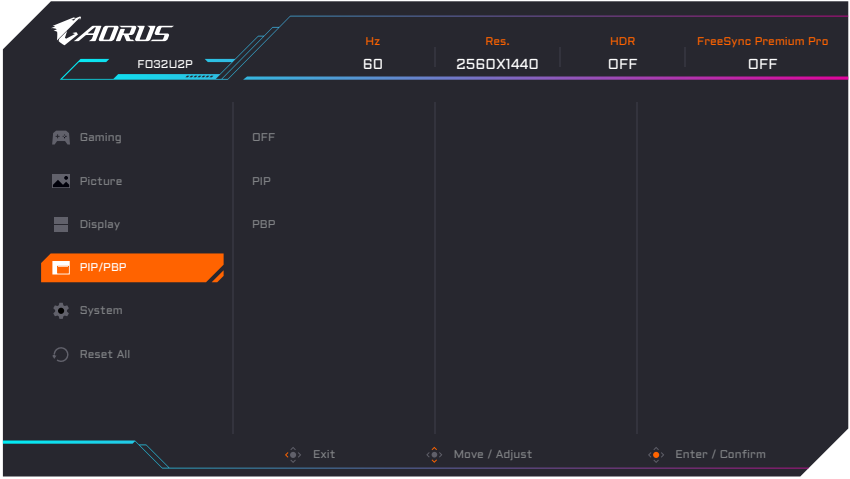 AORUS
FO32U2P
Hz Res. HDR FreeSync Premium Pro
60 2560X1440 OFF OFF
Gaming OFF
Picture PIP
Display PBP
PIP/PBP
System
Reset All
Exit Move / Adjust Enter / Confirm